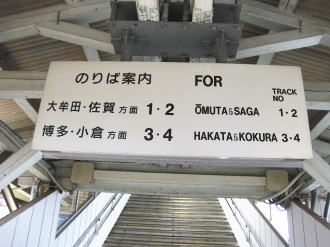 のりば案内 FOR TRACK NO
大牟田・佐賀 方面 1・2 ŌMUTA&SAGA 1・2
博多・小倉 方面 3・4 HAKATA&KOKURA 3・4